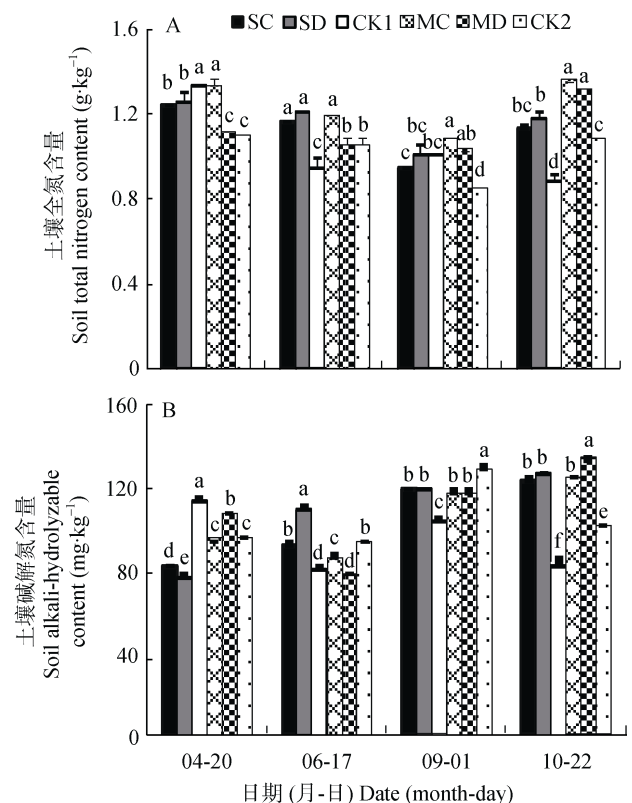 A
SC SD CK1 MC MD CK2
土壤全氮含量
Soil total nitrogen content (g·kg⁻¹)
1.6
1.2
0.8
0.4
0
b b a a c c
a a c a b b
c bc bc a ab d
bc b d a a c
B
土壤碱解氮含量
Soil alkali-hydrolyzable
content (mg·kg⁻¹)
160
120
80
40
0
d e a c b c
b a d c d b
b b c b b a
b b f b a e
04-20 06-17 09-01 10-22
日期 (月-日) Date (month-day)